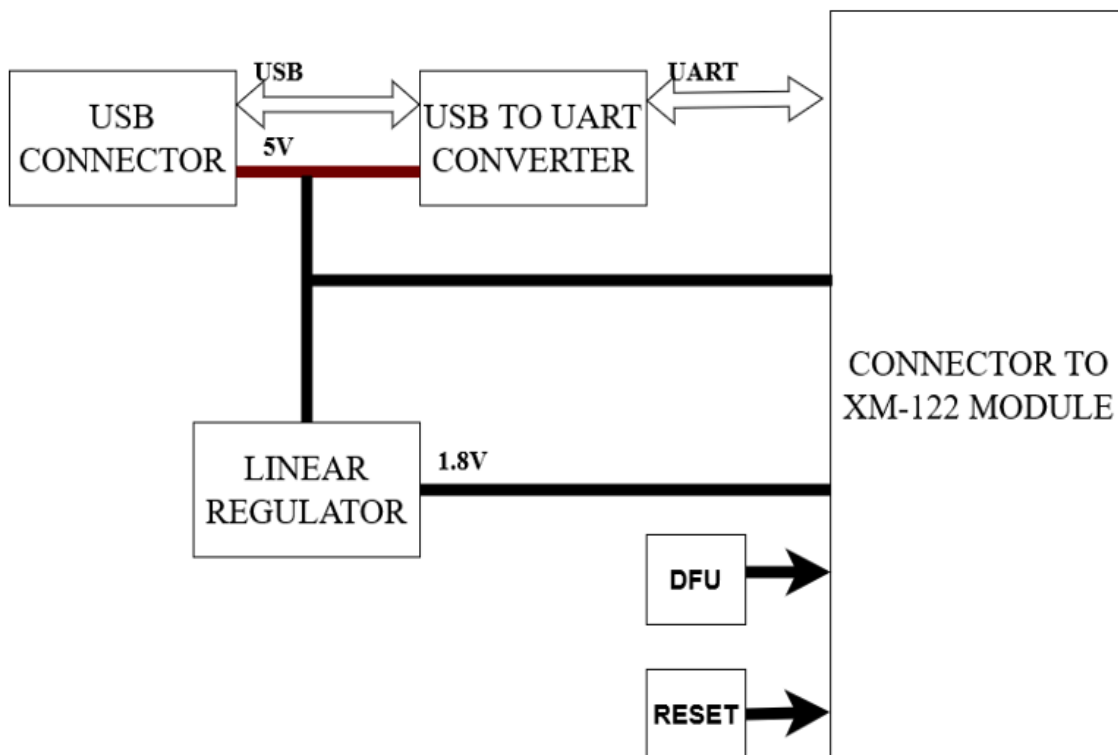 USB
UART
USB
CONNECTOR
USB TO UART
CONVERTER
5V
CONNECTOR TO
XM-122 MODULE
LINEAR
REGULATOR
1.8V
DFU
RESET